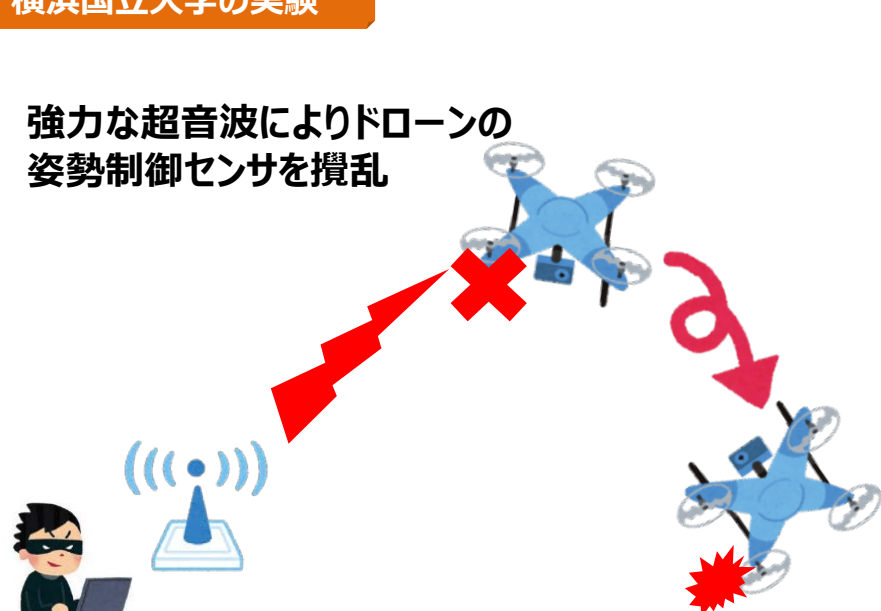 横浜国立大学の実験
強力な超音波によりドローンの
姿勢制御センサを攪乱